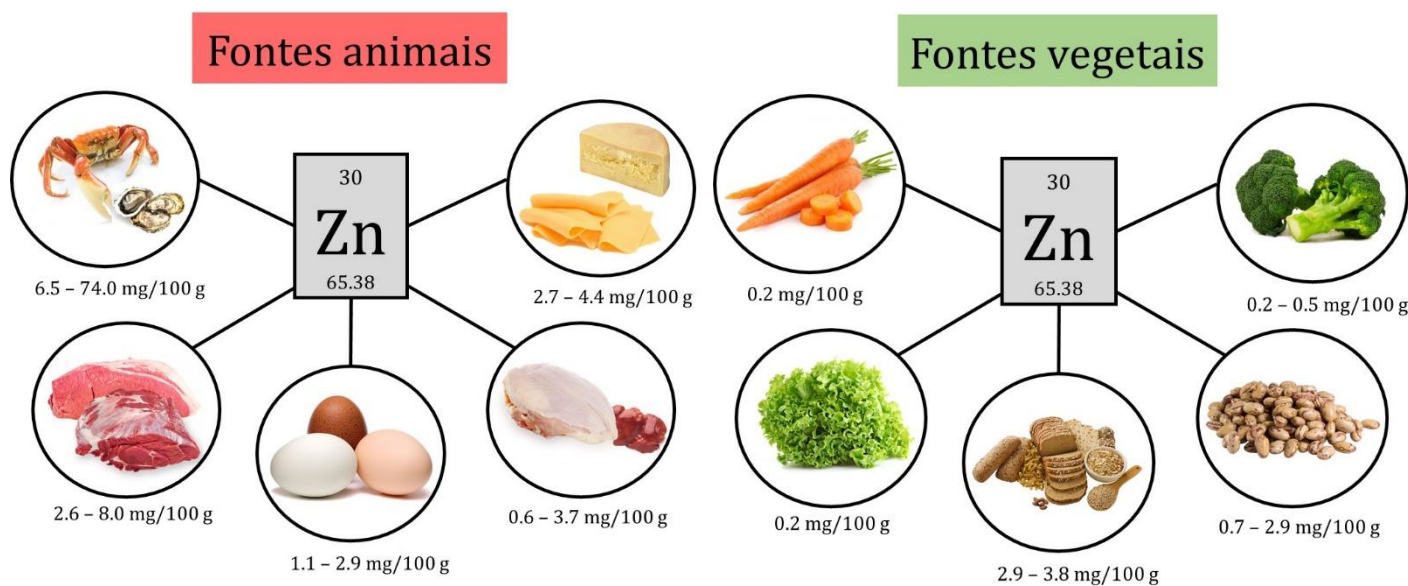 Fontes animais
30
Zn
65.38
6.5 – 74.0 mg/100 g
2.7 – 4.4 mg/100 g
2.6 – 8.0 mg/100 g
1.1 – 2.9 mg/100 g
0.6 – 3.7 mg/100 g
Fontes vegetais
30
Zn
65.38
0.2 mg/100 g
0.2 – 0.5 mg/100 g
0.2 mg/100 g
2.9 – 3.8 mg/100 g
0.7 – 2.9 mg/100 g